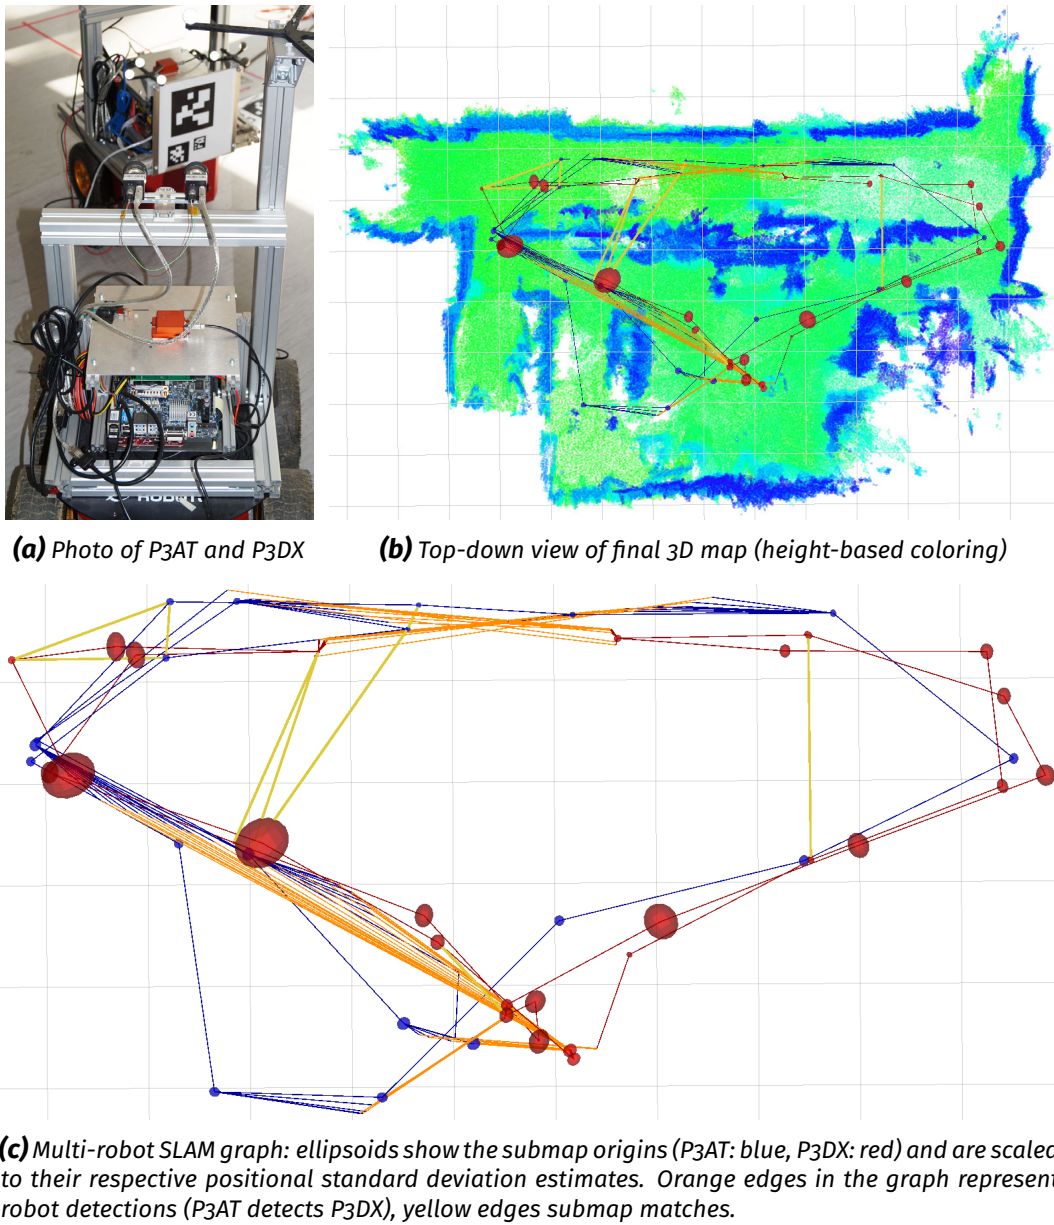 ROBOTS
(a) Photo of P3AT and P3DX
(b) Top-down view of final 3D map (height-based coloring)
(c) Multi-robot SLAM graph: ellipsoids show the submap origins (P3AT: blue, P3DX: red) and are scaled
to their respective positional standard deviation estimates. Orange edges in the graph represent
robot detections (P3AT detects P3DX), yellow edges submap matches.